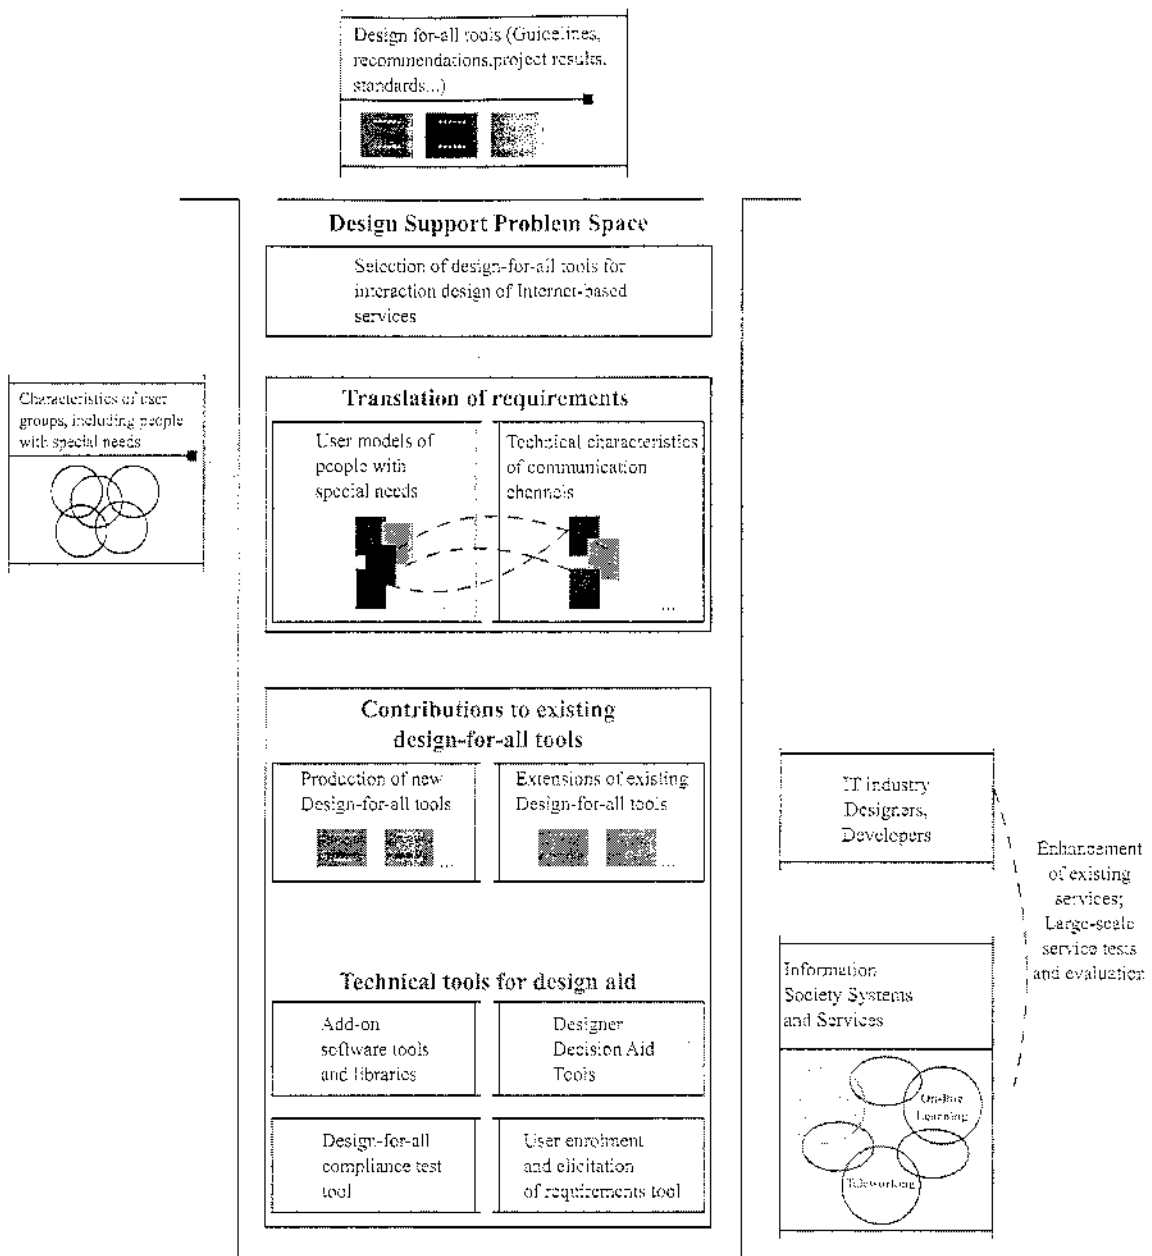 Design for-all tools (Guidelines,
recommendations,project results,
standards...)
Design Support Problem Space
Selection of design-for-all tools for
interaction design of Internet-based
services
Characteristics of user
groups, including people
with special needs
Translation of requirements
User models of
people with
special needs
Technical characteristics
of communication
channels
...
Contributions to existing
design-for-all tools
Production of new
Design-for-all tools
...
Extensions of existing
Design-for-all tools
...
IT industry
Designers,
Developers
Enhancement
of existing
services;
Large-scale
service tests
and evaluation
Technical tools for design aid
Add-on
software tools
and libraries
Designer
Decision Aid
Tools
Design-for-all
compliance test
tool
User enrolment
and elicitation
of requirements tool
Information
Society Systems
and Services
On-line
Learning
Teleworking